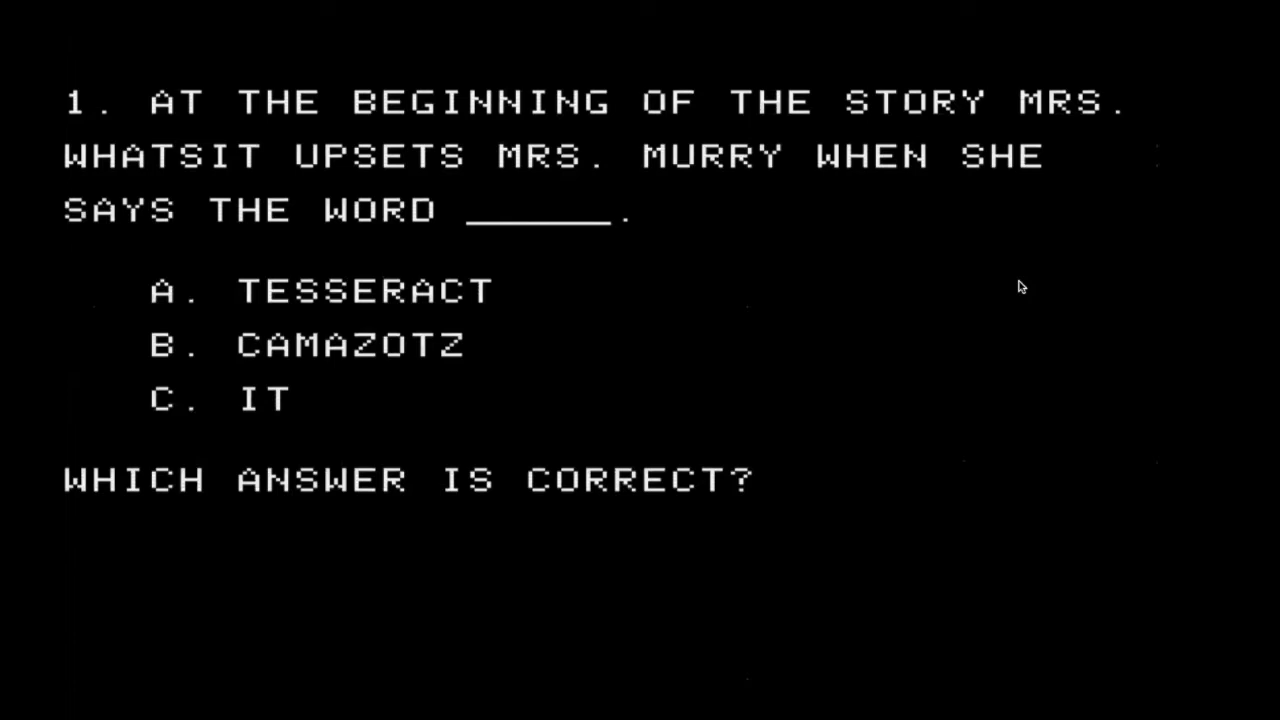 1. AT THE BEGINNING OF THE STORY MRS.
WHATSIT UPSETS MRS. MURRY WHEN SHE
SAYS THE WORD _____.
A. TESSERACT
B. CAMAZOTZ
C. IT
WHICH ANSWER IS CORRECT?